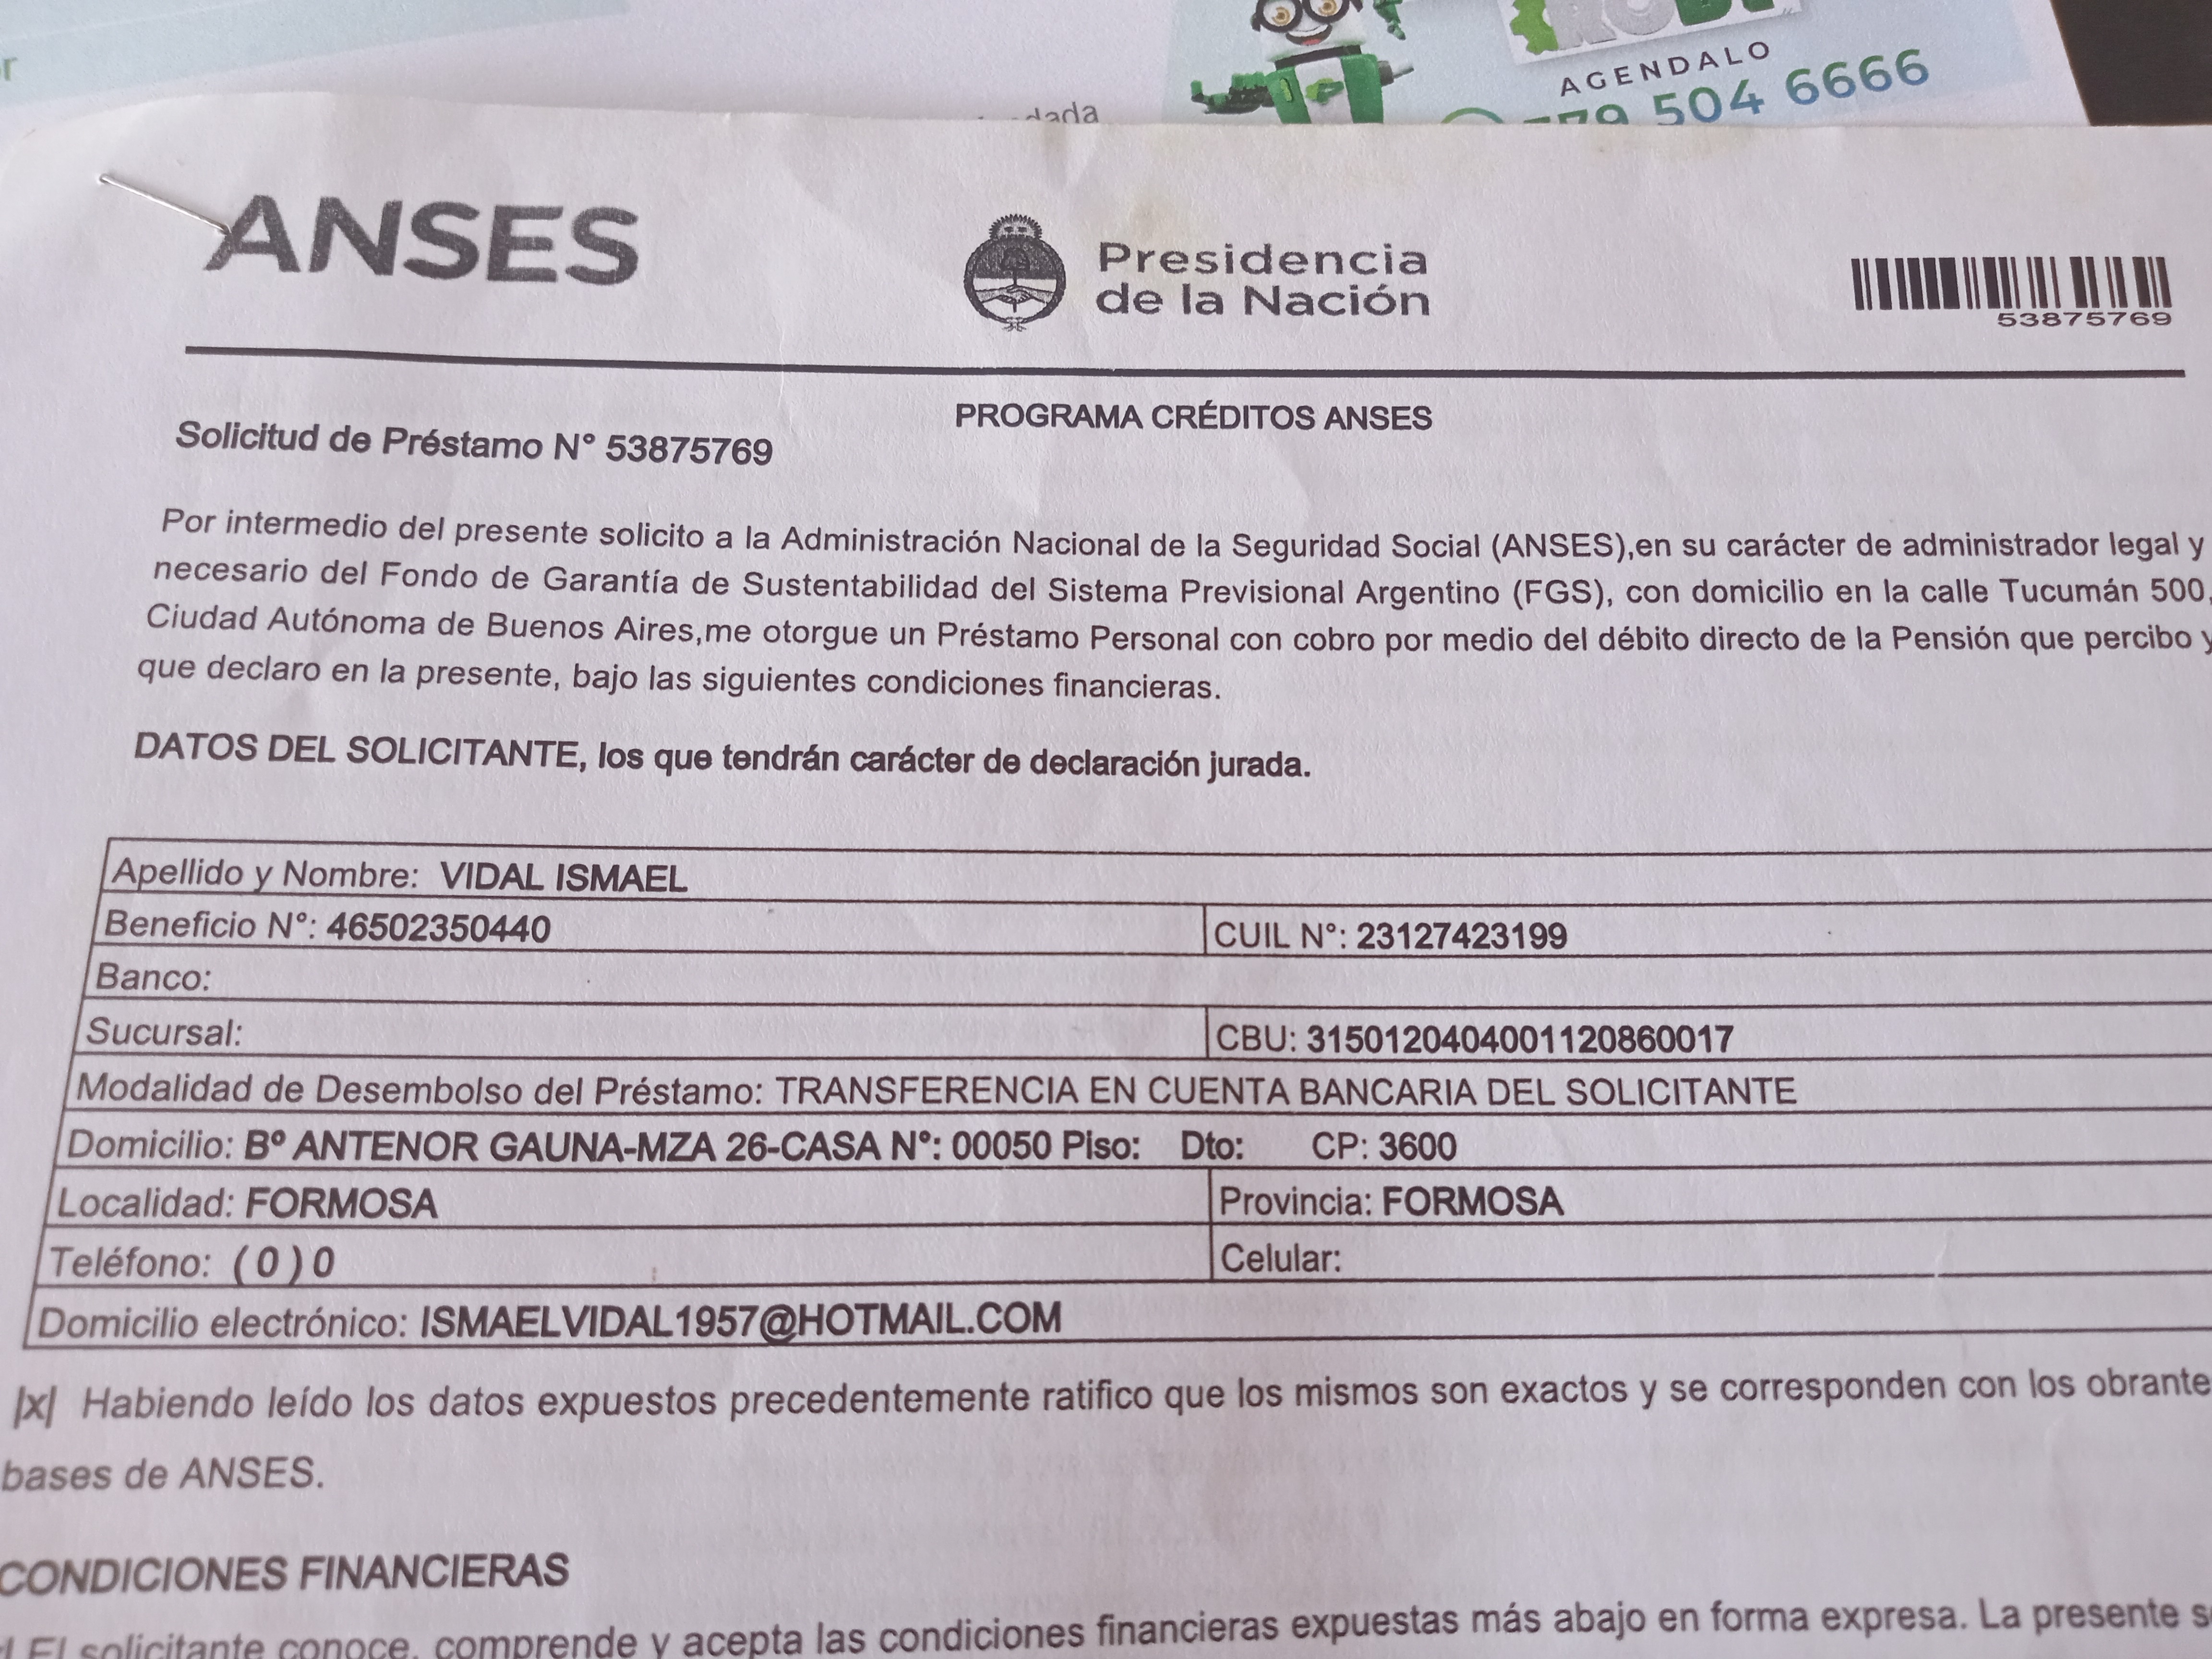 AGENDALO
504 6666
ANSES
Presidencia
de la Nación
53875769
PROGRAMA CRÉDITOS ANSES
Solicitud de Préstamo N° 53875769
Por intermedio del presente solicito a la Administración Nacional de la Seguridad Social (ANSES),en su carácter de administrador legal y
necesario del Fondo de Garantía de Sustentabilidad del Sistema Previsional Argentino (FGS), con domicilio en la calle Tucumán 500,
Ciudad Autónoma de Buenos Aires,me otorgue un Préstamo Personal con cobro por medio del débito directo de la Pensión que percibo y
que declaro en la presente, bajo las siguientes condiciones financieras.
DATOS DEL SOLICITANTE, los que tendrán carácter de declaración jurada.
Apellido y Nombre: VIDAL ISMAEL
Beneficio N°: 46502350440 CUIL N°: 23127423199
Banco:
Sucursal: CBU: 3150120404001120860017
Modalidad de Desembolso del Préstamo: TRANSFERENCIA EN CUENTA BANCARIA DEL SOLICITANTE
Domicilio: Bº ANTENOR GAUNA-MZA 26-CASA N°: 00050 Piso: Dto: CP: 3600
Localidad: FORMOSA Provincia: FORMOSA
Teléfono: (0)0 Celular:
Domicilio electrónico: ISMAELVIDAL1957@HOTMAIL.COM
|x| Habiendo leído los datos expuestos precedentemente ratifico que los mismos son exactos y se corresponden con los obrante
bases de ANSES.
CONDICIONES FINANCIERAS
El solicitante conoce, comprende y acepta las condiciones financieras expuestas más abajo en forma expresa. La presente